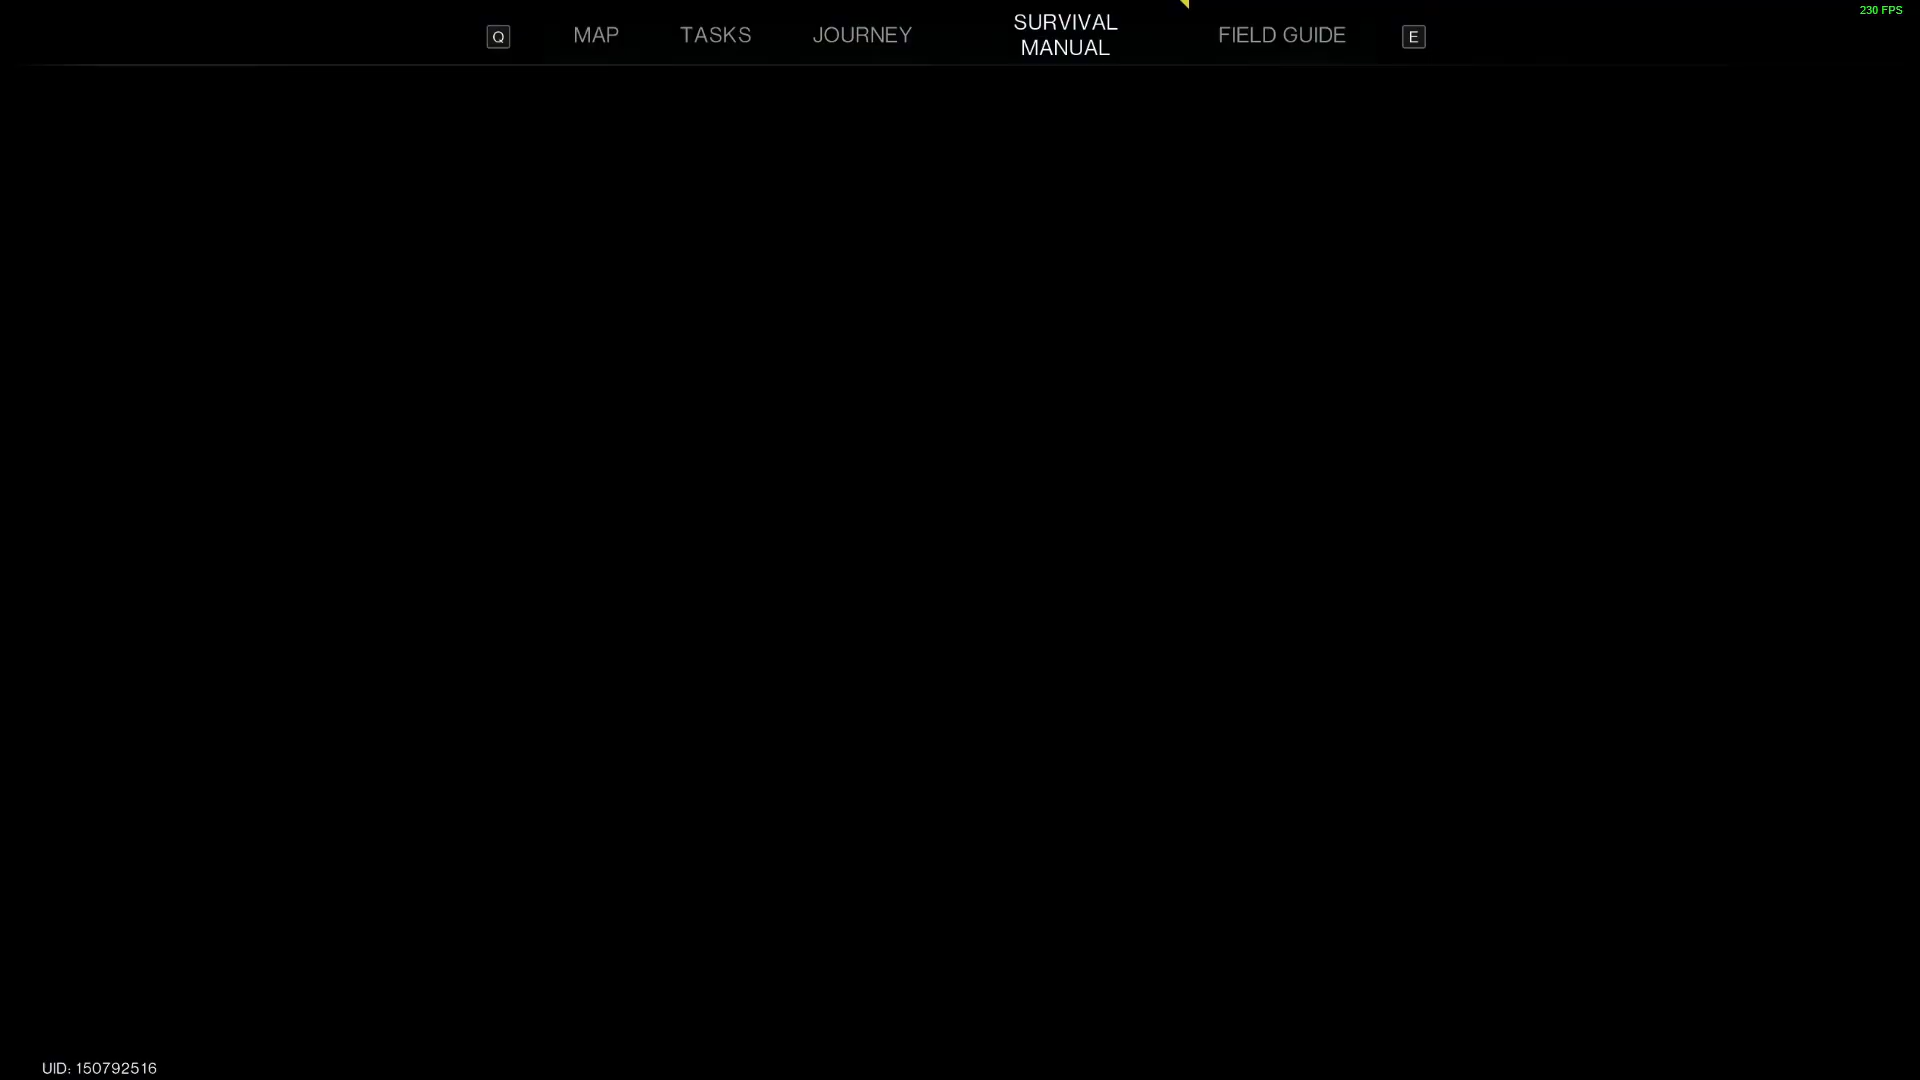 230 FPS
Q MAP TASKS JOURNEY SURVIVAL MANUAL FIELD GUIDE E
UID: 150792516